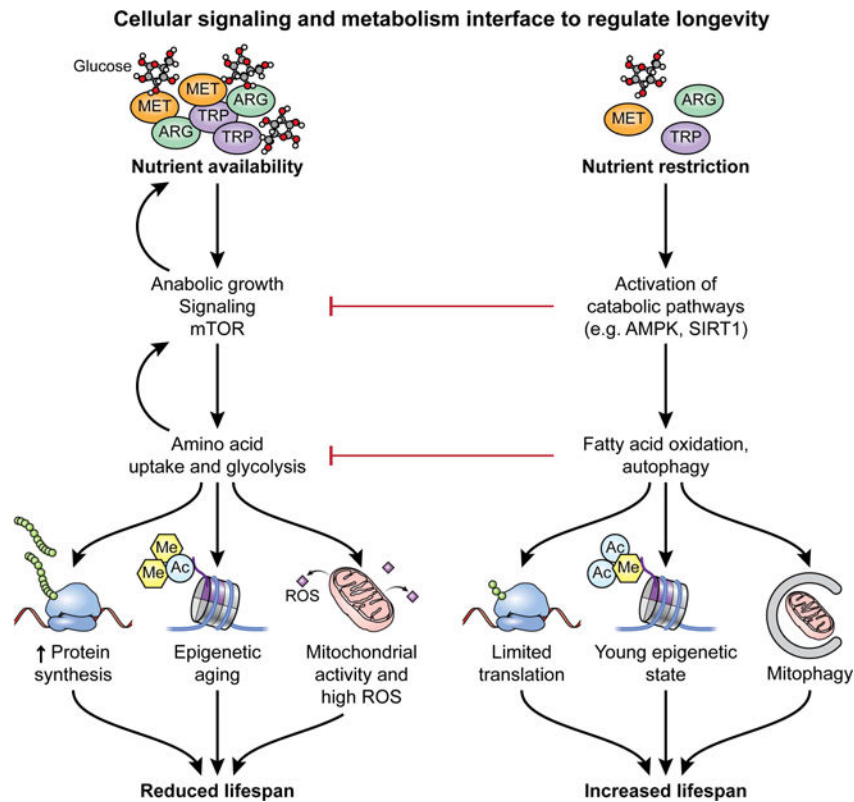 Cellular signaling and metabolism interface to regulate longevity
Glucose
MET
MET
ARG
ARG
TRP
TRP
Nutrient availability
MET
ARG
TRP
Nutrient restriction
Anabolic growth
Signaling
mTOR
Activation of
catabolic pathways
(e.g. AMPK, SIRT1)
Amino acid
uptake and glycolysis
Fatty acid oxidation,
autophagy
Me
Me
Ac
ROS
Ac
Ac
Me
↑ Protein
synthesis
Epigenetic
aging
Mitochondrial
activity and
high ROS
Limited
translation
Young epigenetic
state
Mitophagy
Reduced lifespan
Increased lifespan